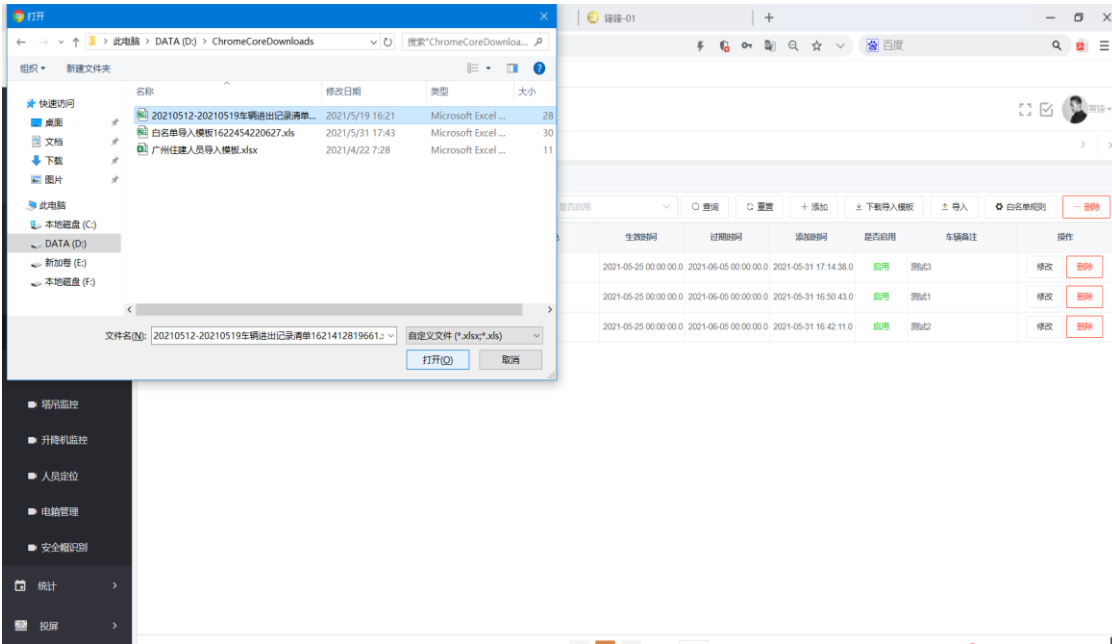 打开
锋锋-01
此电脑 > DATA (D:) > ChromeCoreDownloads
搜索"ChromeCoreDownloa...
百度
组织
新建文件夹
名称
修改日期
类型
大小
快速访问
桌面
文档
下载
图片
此电脑
本地磁盘 (C:)
DATA (D:)
新加卷 (E:)
本地磁盘 (F:)
20210512-20210519车辆进出记录清单... 2021/5/19 16:21 Microsoft Excel ... 28
白名单导入模板1622454220627.xls 2021/5/31 17:43 Microsoft Excel ... 30
广州住建人员导入模板.xlsx 2021/4/22 7:28 Microsoft Excel ... 11
文件名(N): 20210512-20210519车辆进出记录清单1621412819661.: 自定义文件 (*.xlsx;*.xls)
打开(O) 取消
是否启用 查询 重置 添加 下载导入模板 导入 白名单规则 删除
生效时间 过期时间 添加时间 是否启用 车辆备注 操作
2021-05-25 00:00:00.0 2021-06-05 00:00:00.0 2021-05-31 17:14:38.0 启用 测试3 修改 删除
2021-05-25 00:00:00.0 2021-06-05 00:00:00.0 2021-05-31 16:50:43.0 启用 测试1 修改 删除
2021-05-25 00:00:00.0 2021-06-05 00:00:00.0 2021-05-31 16:42:11.0 启用 测试2 修改 删除
塔吊监控
升降机监控
人员定位
电箱管理
安全帽识别
统计
投屏